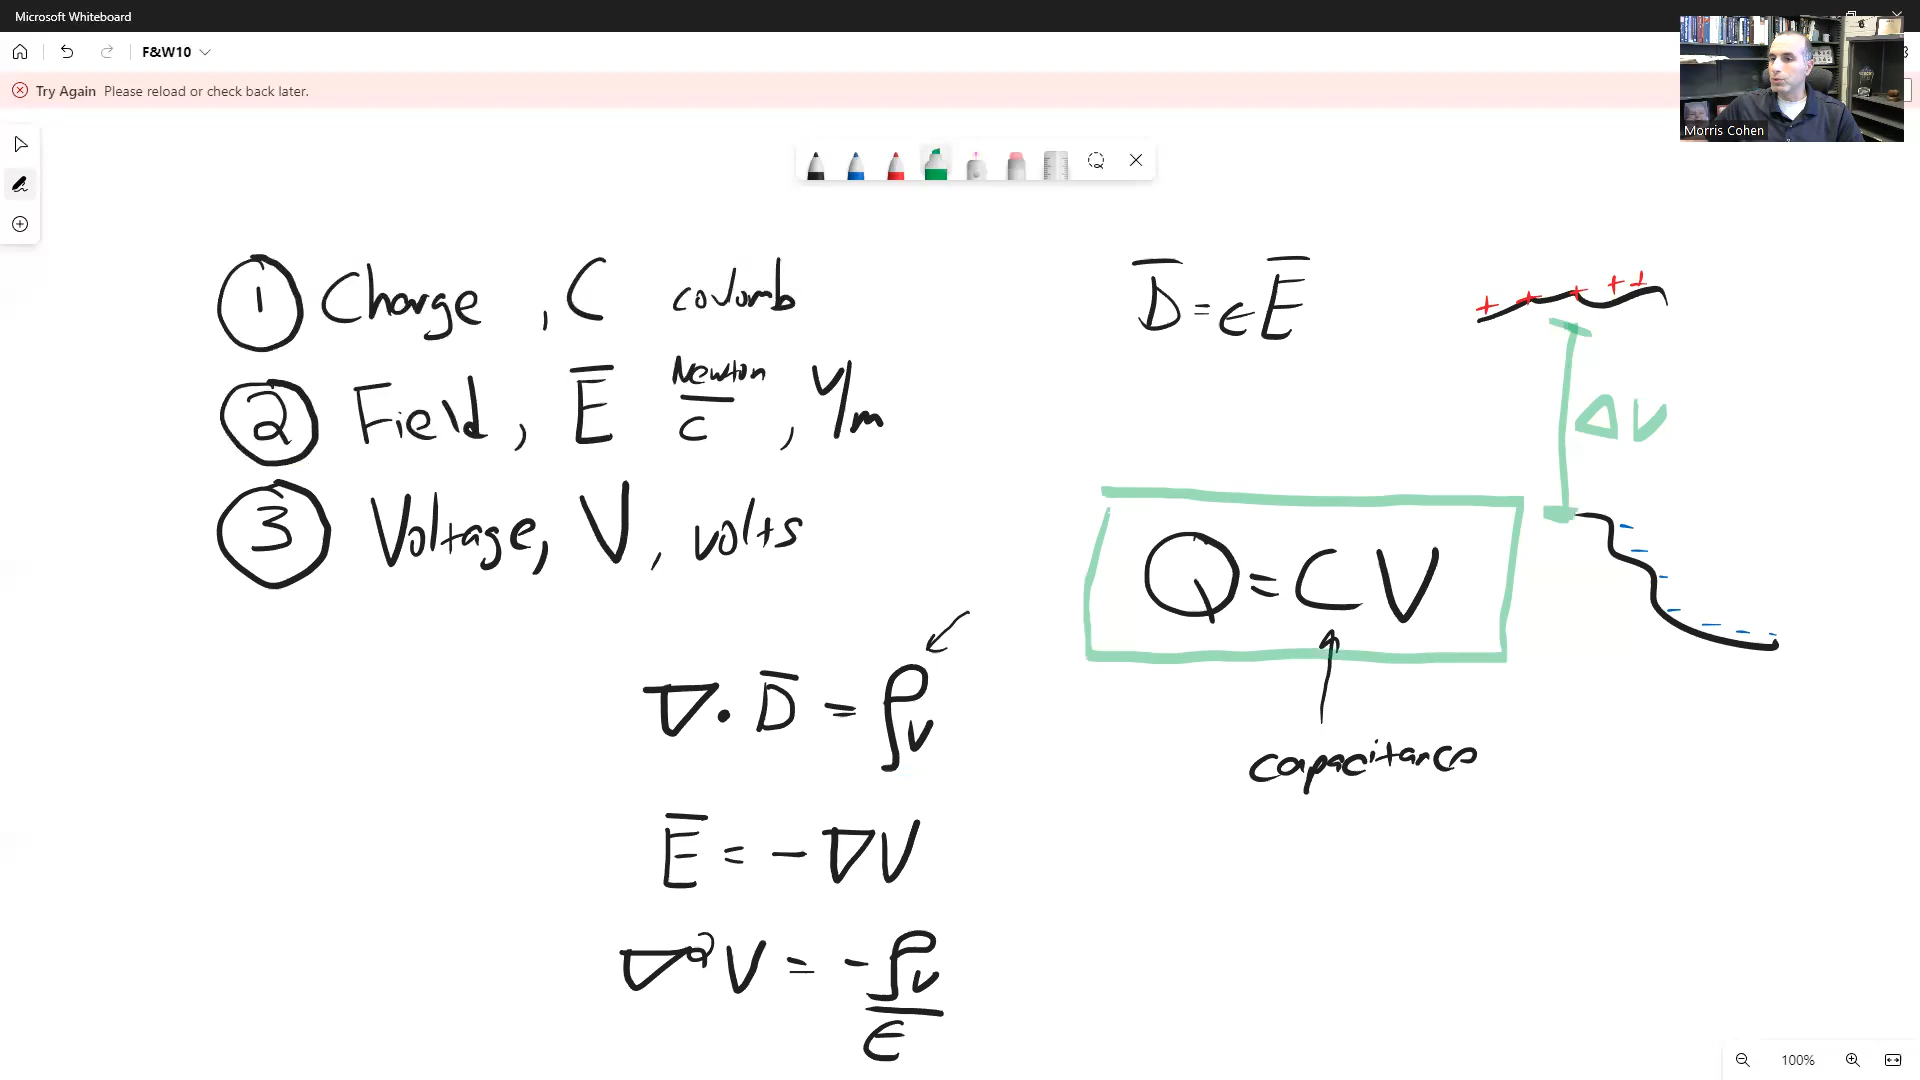 Microsoft Whiteboard
F&W10
Try Again Please reload or check back later.
Morris Cohen
① Charge, C coulomb
② Field, E̅ Newton/C, V/m
③ Voltage, V, volts
∇ · D̅ = ρv
E̅ = - ∇V
∇²V = - ρv/ϵ
D̅ = ϵE̅
+ + + + +
ΔV
Q = CV
capacitance
- - - - - - -
100%